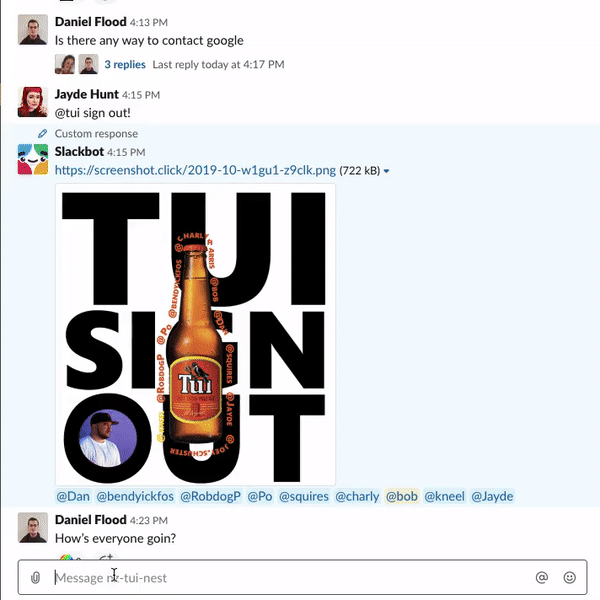 Daniel Flood 4:13 PM
Is there any way to contact google
3 replies Last reply today at 4:17 PM
Jayde Hunt 4:15 PM
@tui sign out!
Custom response
Slackbot 4:15 PM
https://screenshot.click/2019-10-w1gu1-z9clk.png (722 kB)
TUI
SIGN
OUT
@CHARLY
@BENDYICKFOS
@BOB
@DAN
@PO
@SQUIRES
@ROBDOGP
@JAYDE
Tui
@Dan @bendyickfos @RobdogP @Po @squires @charly @bob @kneel @Jayde
Daniel Flood 4:23 PM
How's everyone goin?
Message nz-tui-nest